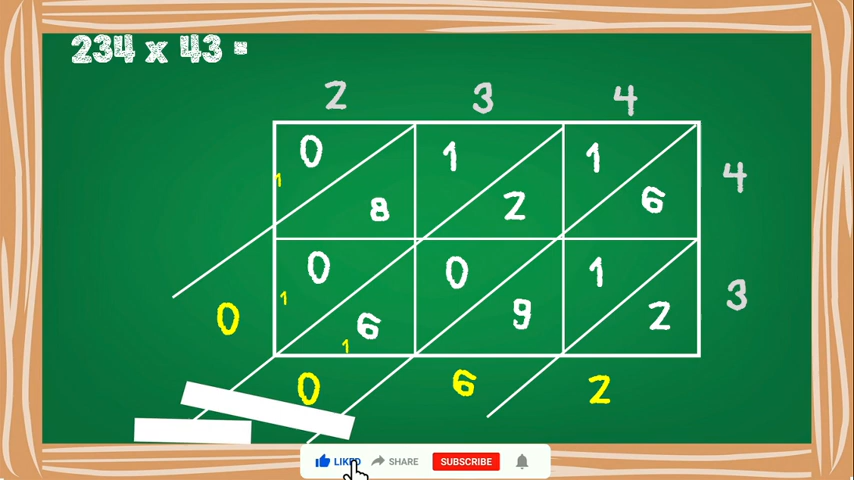 234 x 43 =
2 3 4
0 1 1
1
8 2 6 4
0 0 1
1
0 6 9 2 3
1
0 6 2
LIKED SHARE SUBSCRIBE